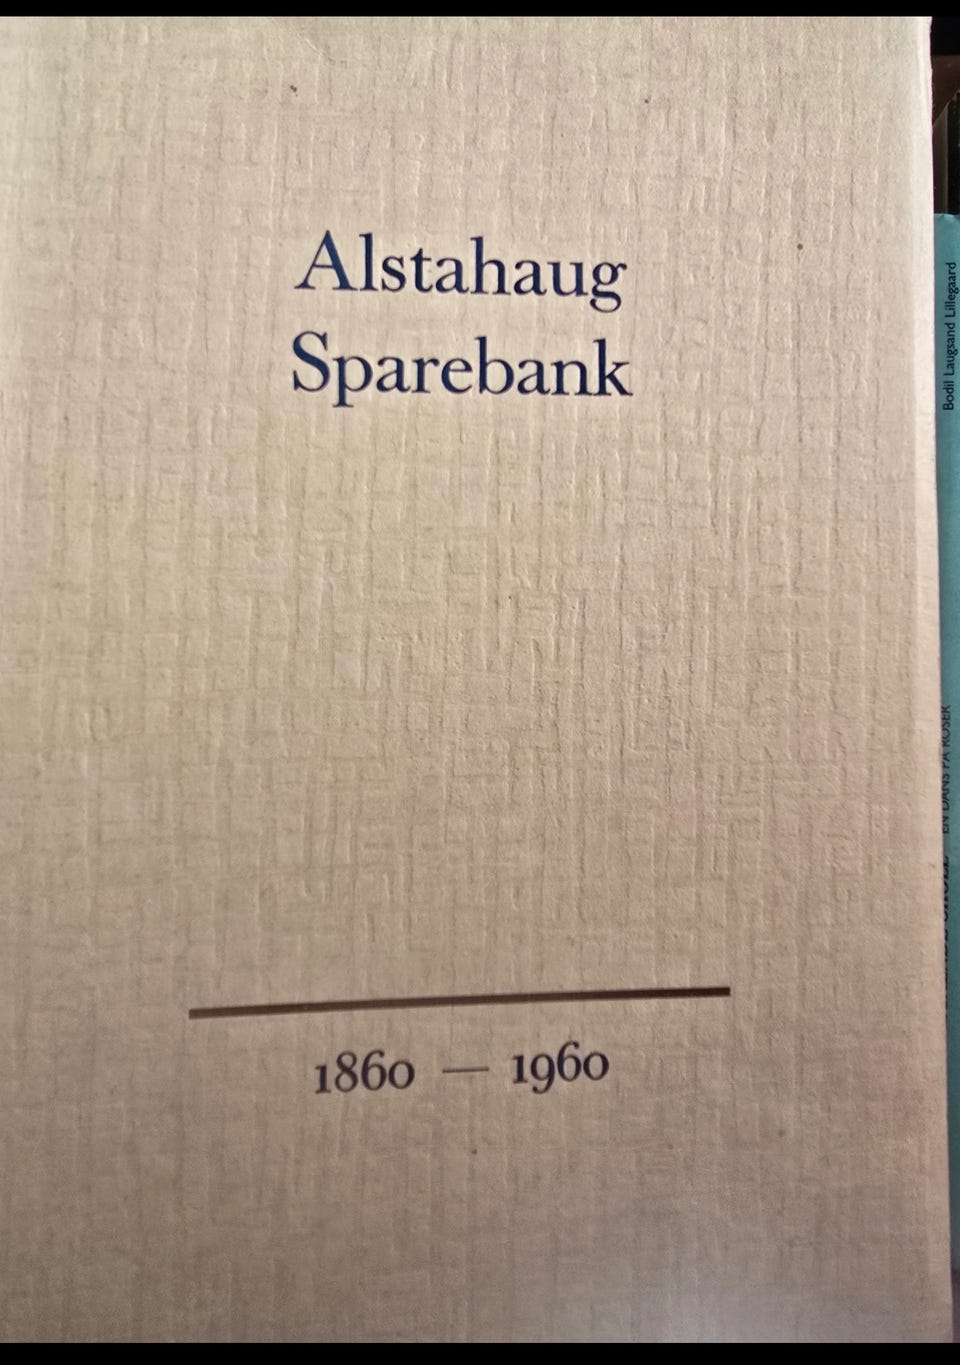 Alstahaug
Sparebank
1860 — 1960
Bodil Laugsand Lillegaard
EN DANS PÅ ROSER